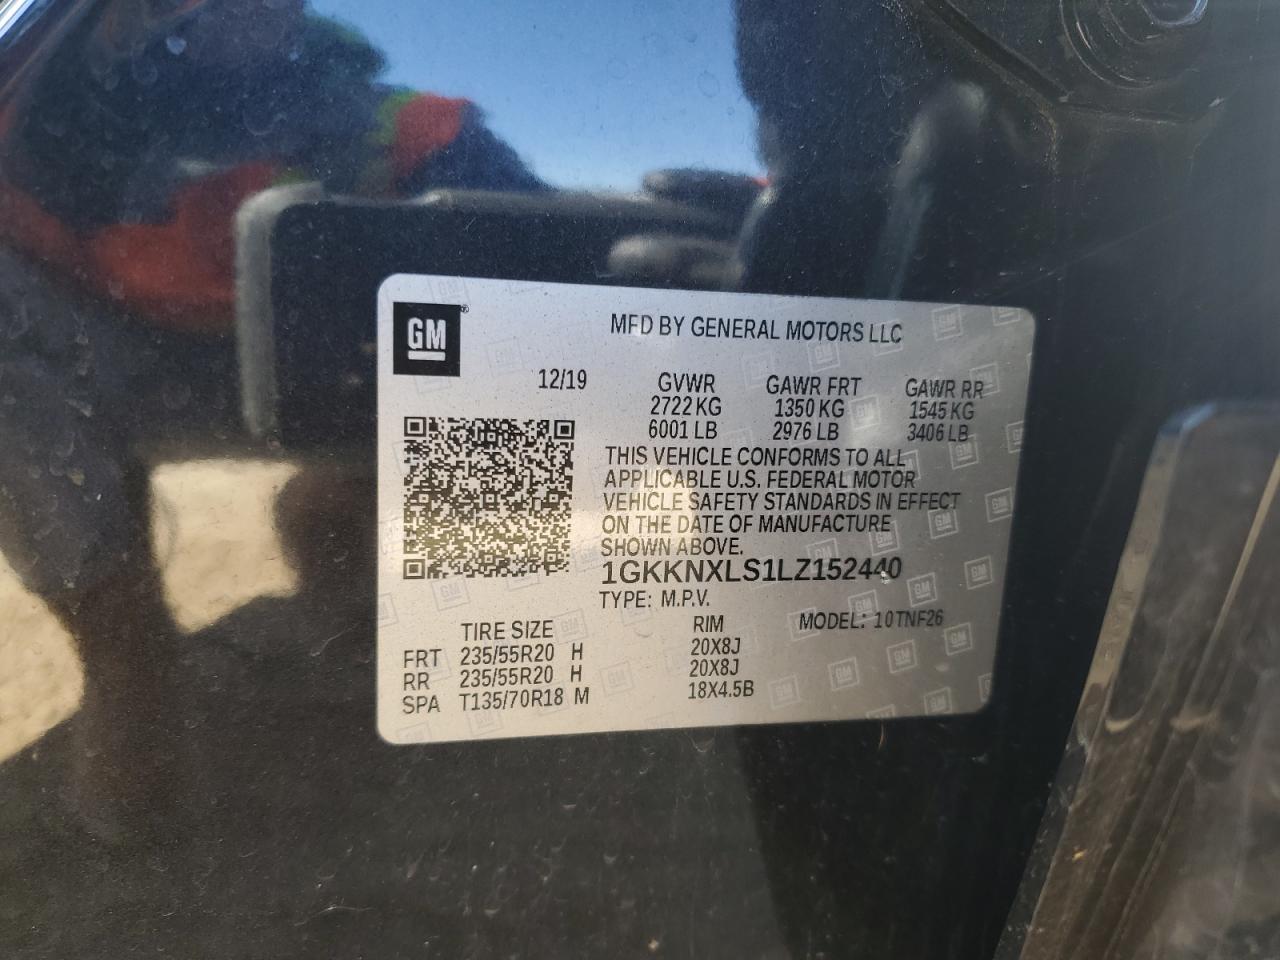 GM
MFD BY GENERAL MOTORS LLC
12/19 GVWR GAWR FRT GAWR RR
2722 KG 1350 KG 1545 KG
6001 LB 2976 LB 3406 LB
THIS VEHICLE CONFORMS TO ALL
APPLICABLE U.S. FEDERAL MOTOR
VEHICLE SAFETY STANDARDS IN EFFECT
ON THE DATE OF MANUFACTURE
SHOWN ABOVE.
1GKKNXLS1LZ152440
TYPE: M.P.V.
TIRE SIZE RIM MODEL: 10TNF26
FRT 235/55R20 H 20X8J
RR 235/55R20 H 20X8J
SPA T135/70R18 M 18X4.5B